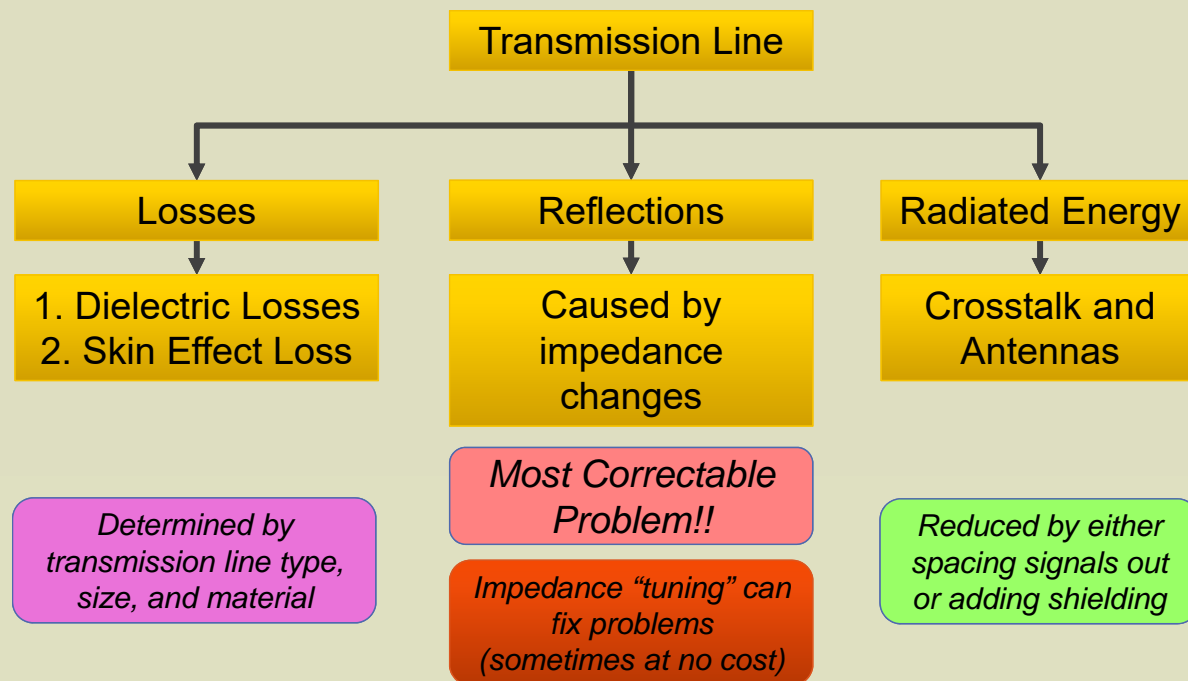 Transmission Line
Losses
Reflections
Radiated Energy
1. Dielectric Losses
2. Skin Effect Loss
Caused by
impedance
changes
Crosstalk and
Antennas
Most Correctable
Problem!!
Determined by
transmission line type,
size, and material
Impedance “tuning” can
fix problems
(sometimes at no cost)
Reduced by either
spacing signals out
or adding shielding